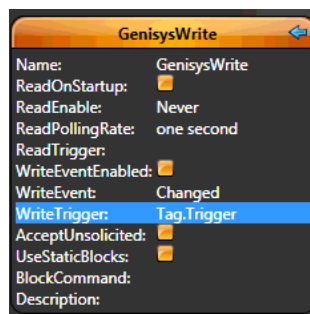 GenisysWrite
Name: GenisysWrite
ReadOnStartup:
ReadEnable: Never
ReadPollingRate: one second
ReadTrigger:
WriteEventEnabled:
WriteEvent: Changed
WriteTrigger: Tag.Trigger
AcceptUnsolicited:
UseStaticBlocks:
BlockCommand:
Description: